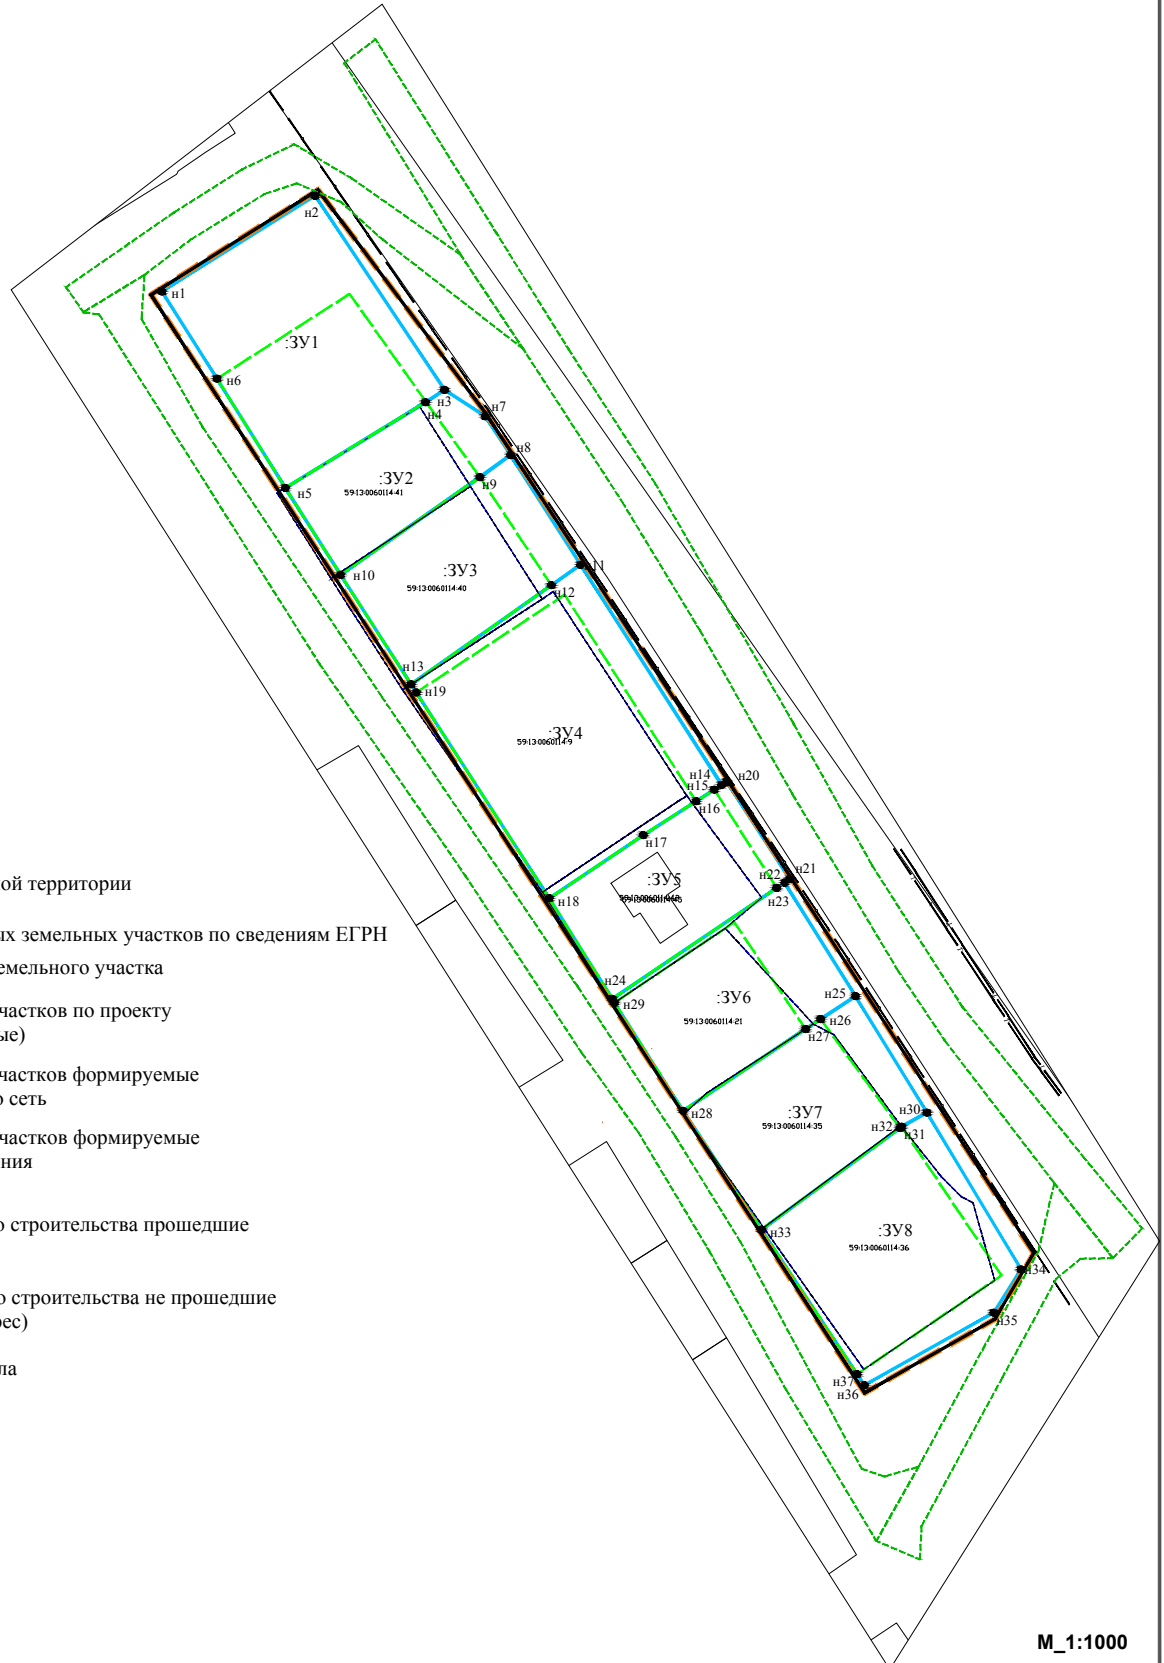 н2
н1
:ЗУ1
н6
н3
н4
н7
н8
:ЗУ2
59:13:0060114:41
н9
н5
н10
:ЗУ3
59:13:0060114:40
н11
н12
н13
н19
:ЗУ4
59:13:0060114:9
н14
н20
н15
н16
н17
н21
н22
н23
:ЗУ5
н18
ой территории
ых земельных участков по сведениям ЕГРН
емельного участка
частков по проекту
ые)
частков формируемые
о сеть
частков формируемые
ния
о строительства прошедшие
о строительства не прошедшие
рес)
ла
н24
н29
:ЗУ6
59:13:0060114:21
н25
н26
н27
н28
:ЗУ7
59:13:0060114:35
н30
н32
н31
н33
:ЗУ8
59:13:0060114:36
н34
н35
н37
н36
М_1:1000